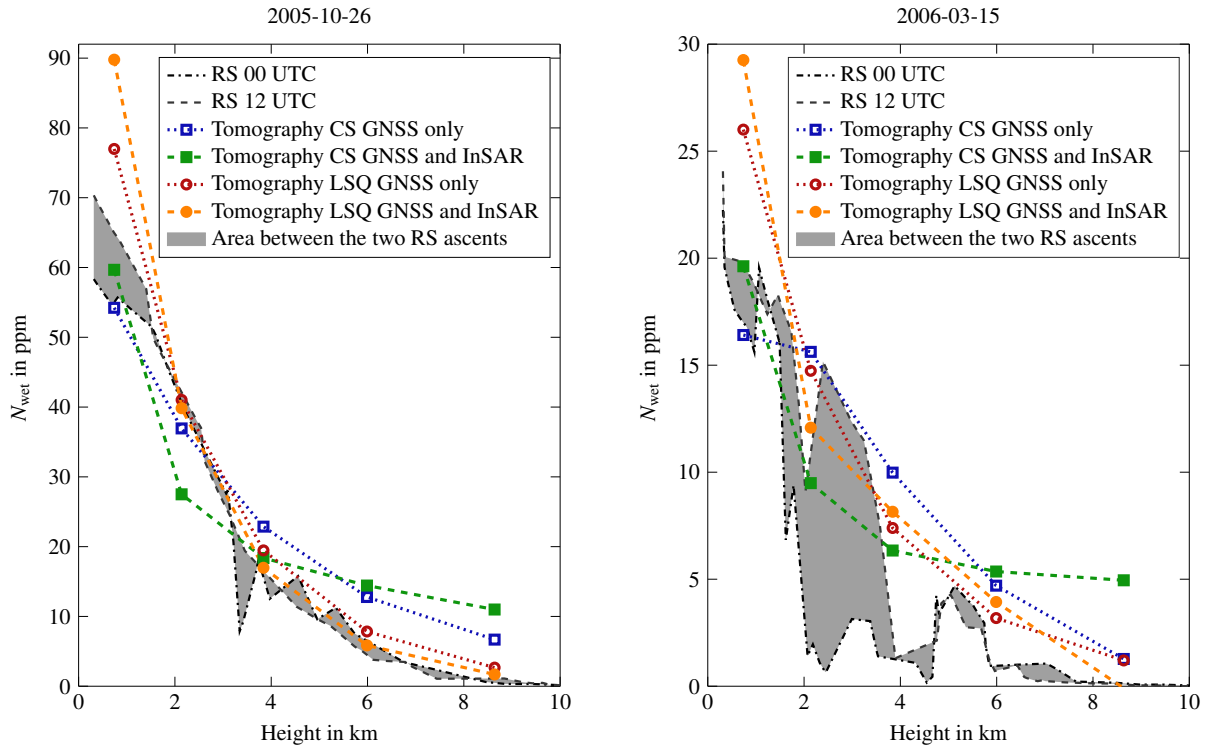 2005-10-26
90
80
70
60
50
40
30
20
10
0
N_wet in ppm
RS 00 UTC
RS 12 UTC
Tomography CS GNSS only
Tomography CS GNSS and InSAR
Tomography LSQ GNSS only
Tomography LSQ GNSS and InSAR
Area between the two RS ascents
0 2 4 6 8 10
Height in km
2006-03-15
30
25
20
15
10
5
0
N_wet in ppm
RS 00 UTC
RS 12 UTC
Tomography CS GNSS only
Tomography CS GNSS and InSAR
Tomography LSQ GNSS only
Tomography LSQ GNSS and InSAR
Area between the two RS ascents
0 2 4 6 8 10
Height in km